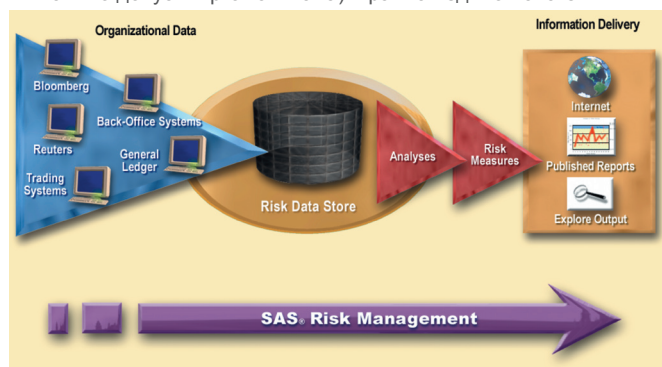 Organizational Data
Information Delivery
Bloomberg
Back-Office Systems
Reuters
General
Ledger
Trading
Systems
Risk Data Store
Analyses
Risk
Measures
Internet
Published Reports
Explore Output
SAS® Risk Management